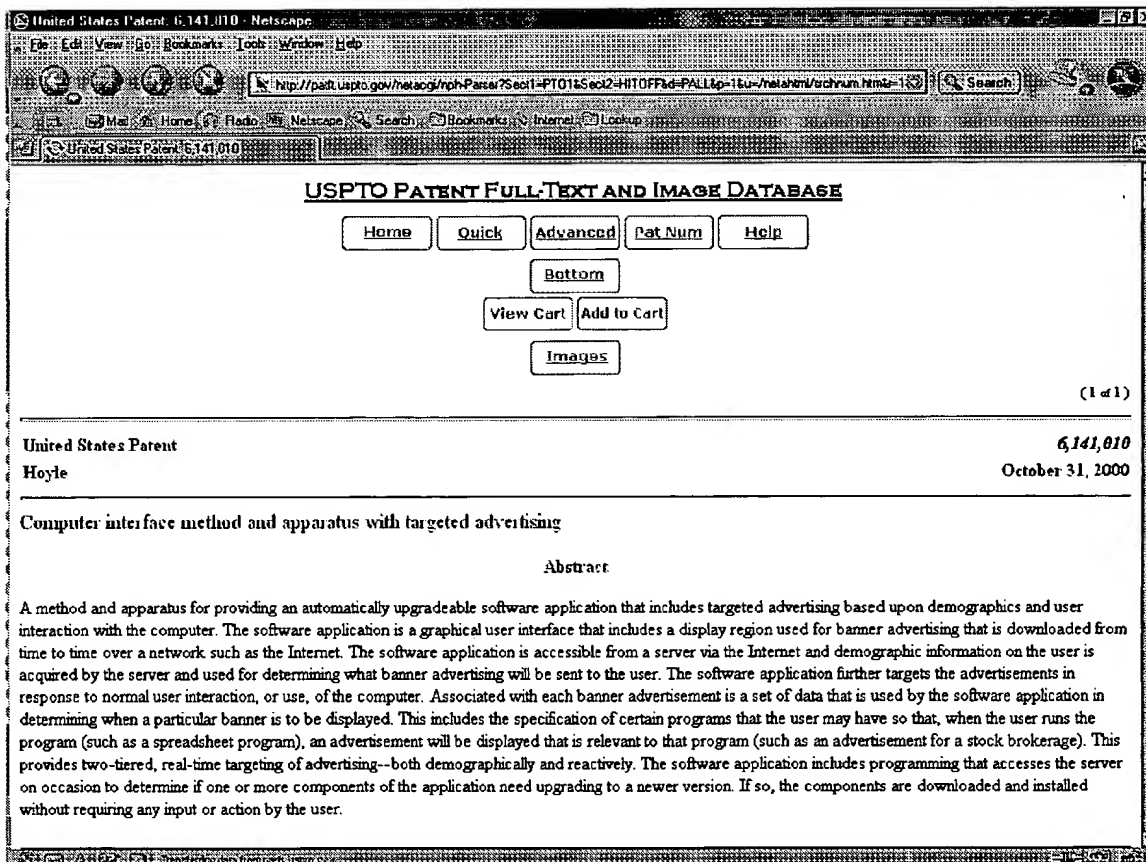 United States Patent: 6,141,010 - Netscape
File Edit View Go Bookmarks Tools Window Help
http://patft.uspto.gov/netacgi/nph-Parser?Sect1=PTO1&Sect2=HITOFF&d=PALL&p=1&u=/netahtml/srchnum.htm&r=1 Search
Mail Home Radio Netscape Search Bookmarks Internet Lookup
United States Patent: 6,141,010
USPTO PATENT FULL-TEXT AND IMAGE DATABASE
Home Quick Advanced Pat Num Help
Bottom
View Cart Add to Cart
Images
(1 of 1)
United States Patent 6,141,010
Hoyle October 31, 2000
Computer interface method and apparatus with targeted advertising
Abstract
A method and apparatus for providing an automatically upgradeable software application that includes targeted advertising based upon demographics and user
interaction with the computer. The software application is a graphical user interface that includes a display region used for banner advertising that is downloaded from
time to time over a network such as the Internet. The software application is accessible from a server via the Internet and demographic information on the user is
acquired by the server and used for determining what banner advertising will be sent to the user. The software application further targets the advertisements in
response to normal user interaction, or use, of the computer. Associated with each banner advertisement is a set of data that is used by the software application in
determining when a particular banner is to be displayed. This includes the specification of certain programs that the user may have so that, when the user runs the
program (such as a spreadsheet program), an advertisement will be displayed that is relevant to that program (such as an advertisement for a stock brokerage). This
provides two-tiered, real-time targeting of advertising--both demographically and reactively. The software application includes programming that accesses the server
on occasion to determine if one or more components of the application need upgrading to a newer version. If so, the components are downloaded and installed
without requiring any input or action by the user.